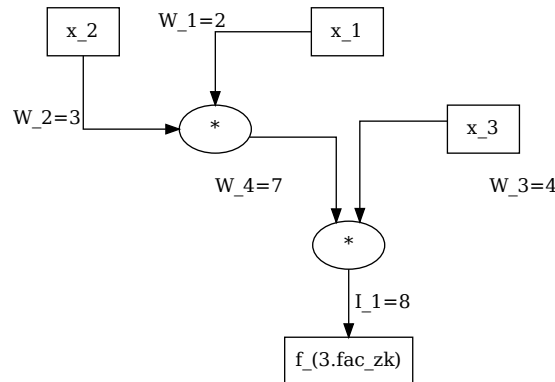 x_2
W_1=2
x_1
W_2=3
*
x_3
W_4=7
W_3=4
*
I_1=8
f_(3.fac_zk)